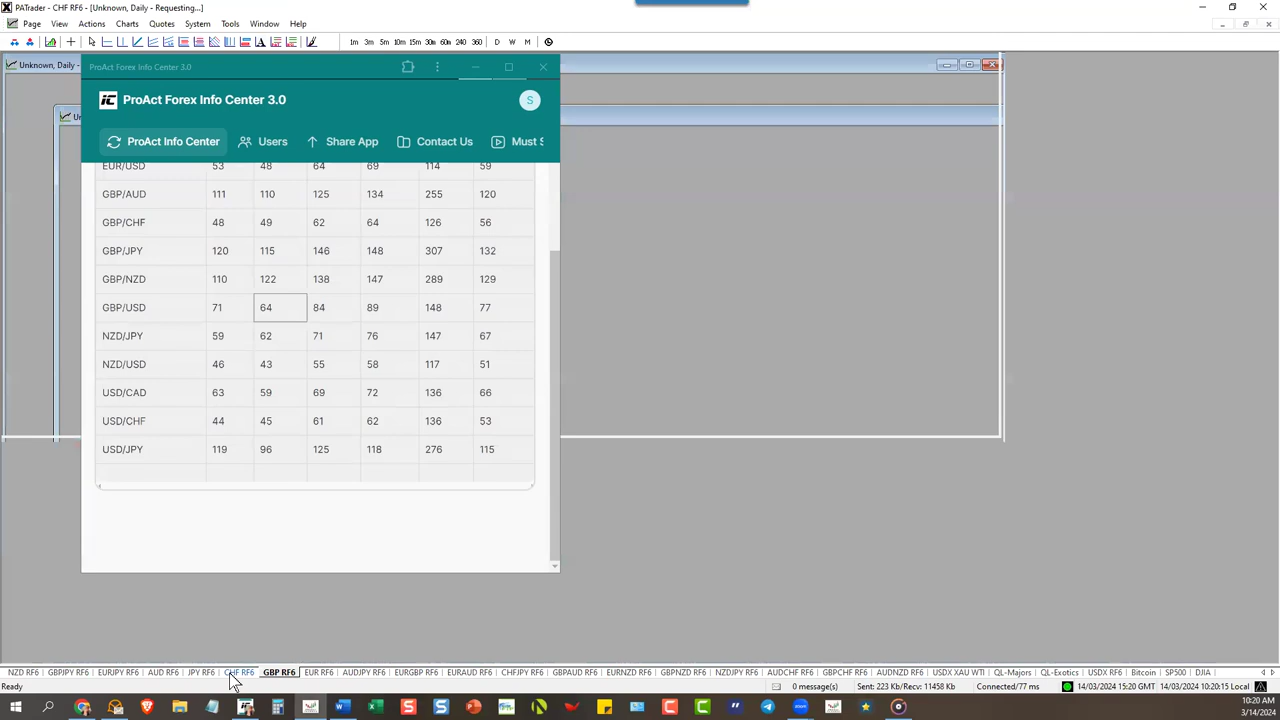 PATrader - CHF RF6 - [Unknown, Daily - Requesting...]
Page View Actions Charts Quotes System Tools Window Help
1m 3m 5m 10m 15m 30m 60m 240 360 D W M
Unknown, Daily -
ProAct Forex Info Center 3.0
ProAct Forex Info Center 3.0 S
ProAct Info Center Users Share App Contact Us Must S
EUR/USD 53 48 64 69 114 59
GBP/AUD 111 110 125 134 255 120
GBP/CHF 48 49 62 64 126 56
GBP/JPY 120 115 146 148 307 132
GBP/NZD 110 122 138 147 289 129
GBP/USD 71 64 84 89 148 77
NZD/JPY 59 62 71 76 147 67
NZD/USD 46 43 55 58 117 51
USD/CAD 63 59 69 72 136 66
USD/CHF 44 45 61 62 136 53
USD/JPY 119 96 125 118 276 115
NZD RF6 GBPJPY RF6 EURJPY RF6 AUD RF6 JPY RF6 CHF RF6 GBP RF6 EUR RF6 AUDJPY RF6 EURGBP RF6 EURAUD RF6 CHFJPY RF6 GBPAUD RF6 EURNZD RF6 GBPNZD RF6 NZDJPY RF6 AUDCHF RF6 GBPCHF RF6 AUDNZD RF6 USDX XAU WTI QL-Majors QL-Exotics USDX RF6 Bitcoin SP500 DJIA
Ready 0 message(s) Sent: 223 Kb/Recv: 11458 Kb Connected/77 ms 14/03/2024 15:20 GMT 14/03/2024 10:20:15 Local
10:20 AM
3/14/2024